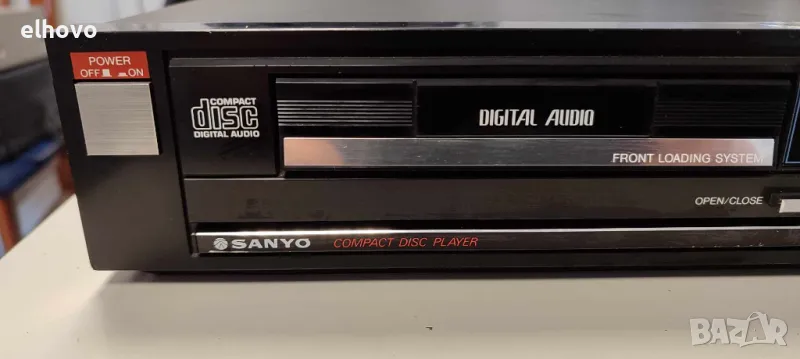 elhovo
POWER
OFF ON
COMPACT
disc
DIGITAL AUDIO
DIGITAL AUDIO
FRONT LOADING SYSTEM
OPEN/CLOSE
SANYO COMPACT DISC PLAYER
BAZAR